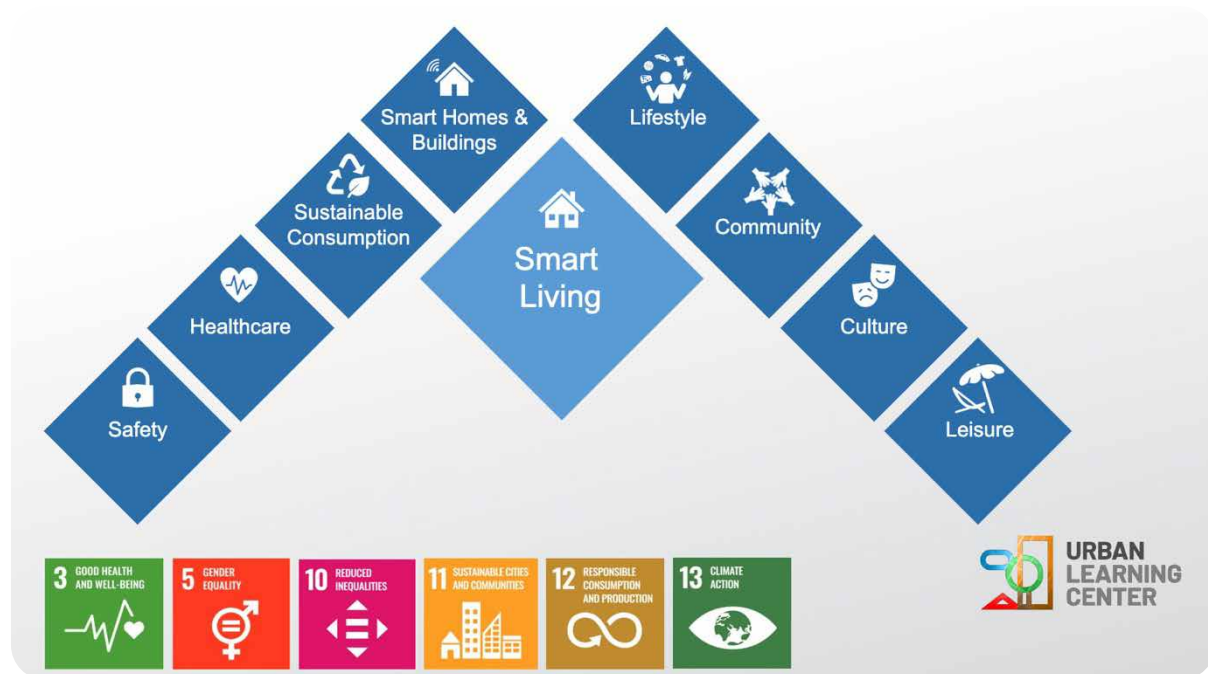 Smart Homes &
Buildings
Lifestyle
Sustainable
Consumption
Community
Smart
Living
Healthcare
Culture
Safety
Leisure
3 GOOD HEALTH
AND WELL-BEING
5 GENDER
EQUALITY
10 REDUCED
INEQUALITIES
11 SUSTAINABLE CITIES
AND COMMUNITIES
12 RESPONSIBLE
CONSUMPTION
AND PRODUCTION
13 CLIMATE
ACTION
URBAN
LEARNING
CENTER